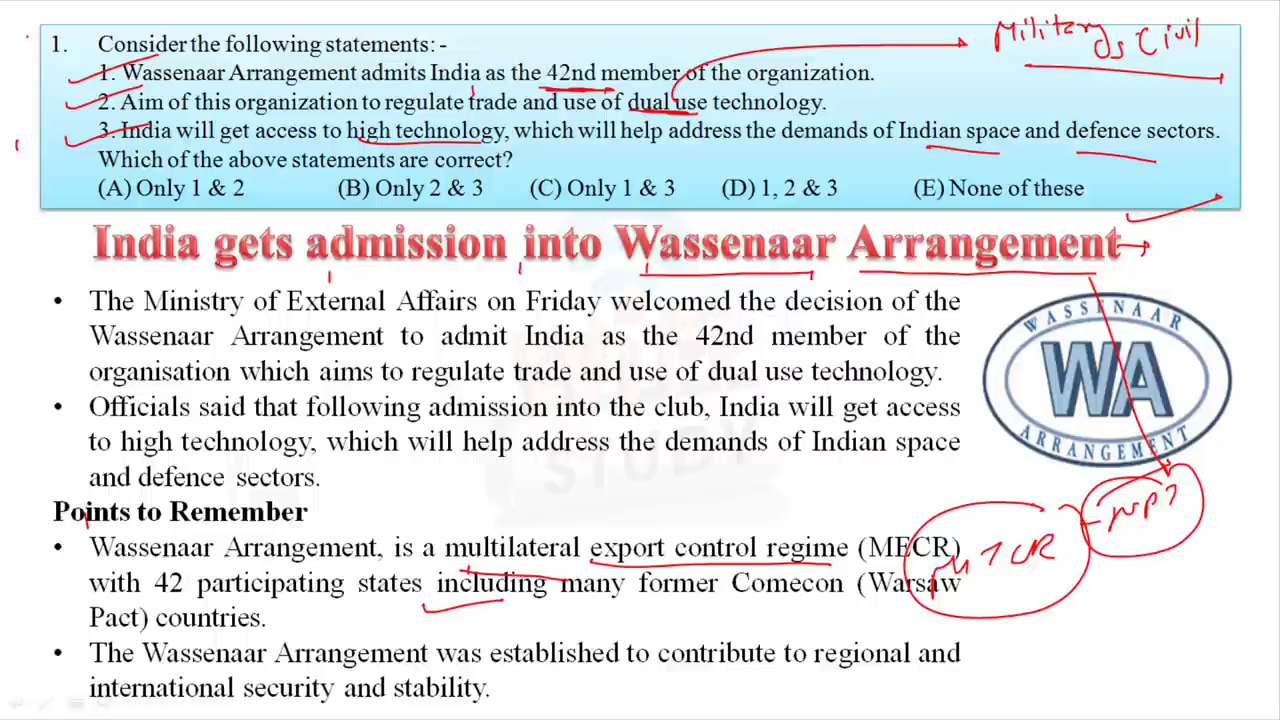 1. Consider the following statements: -
1. Wassenaar Arrangement admits India as the 42nd member of the organization.
2. Aim of this organization to regulate trade and use of dual use technology.
3. India will get access to high technology, which will help address the demands of Indian space and defence sectors.
Which of the above statements are correct?
(A) Only 1 & 2 (B) Only 2 & 3 (C) Only 1 & 3 (D) 1, 2 & 3 (E) None of these
Military Civil
India gets admission into Wassenaar Arrangement
• The Ministry of External Affairs on Friday welcomed the decision of the
Wassenaar Arrangement to admit India as the 42nd member of the
organisation which aims to regulate trade and use of dual use technology.
• Officials said that following admission into the club, India will get access
to high technology, which will help address the demands of Indian space
and defence sectors.
WASSENAAR
WA
ARRANGEMENT
Points to Remember
• Wassenaar Arrangement, is a multilateral export control regime (MECR)
with 42 participating states including many former Comecon (Warsaw
Pact) countries.
• The Wassenaar Arrangement was established to contribute to regional and
international security and stability.
MTCR
NPT
STUDY